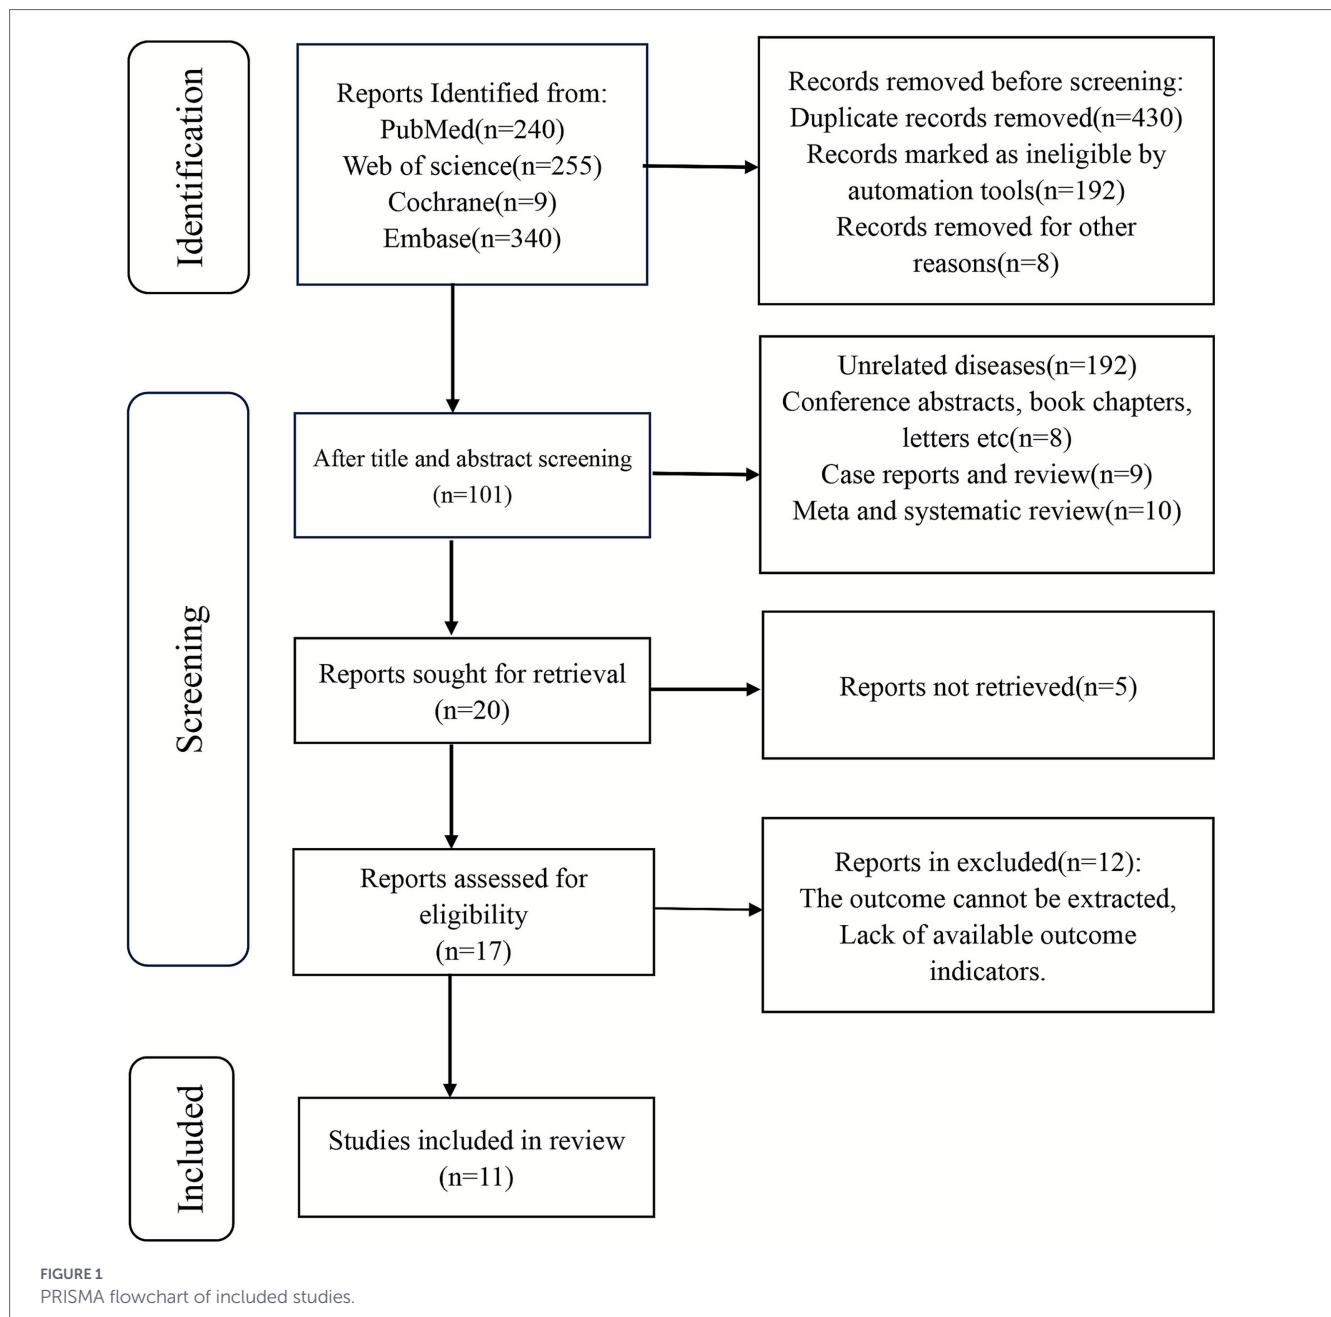 Identification
Reports Identified from:
PubMed(n=240)
Web of science(n=255)
Cochrane(n=9)
Embase(n=340)
Records removed before screening:
Duplicate records removed(n=430)
Records marked as ineligible by
automation tools(n=192)
Records removed for other
reasons(n=8)
Screening
After title and abstract screening
(n=101)
Unrelated diseases(n=192)
Conference abstracts, book chapters,
letters etc(n=8)
Case reports and review(n=9)
Meta and systematic review(n=10)
Reports sought for retrieval
(n=20)
Reports not retrieved(n=5)
Reports assessed for
eligibility
(n=17)
Reports in excluded(n=12):
The outcome cannot be extracted,
Lack of available outcome
indicators.
Included
Studies included in review
(n=11)
FIGURE 1
PRISMA flowchart of included studies.